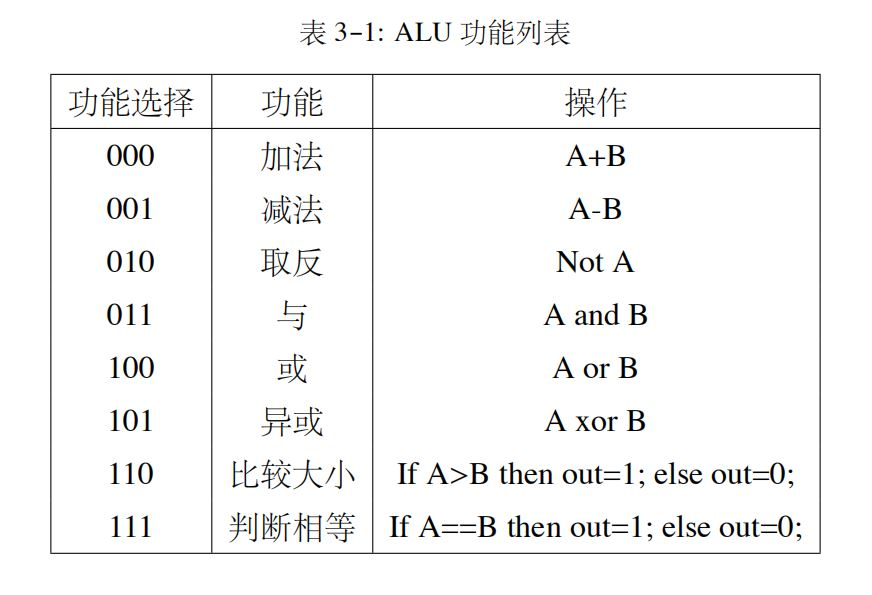 表 3-1: ALU 功能列表
功能选择 功能 操作
000 加法 A+B
001 减法 A-B
010 取反 Not A
011 与 A and B
100 或 A or B
101 异或 A xor B
110 比较大小 If A>B then out=1; else out=0;
111 判断相等 If A==B then out=1; else out=0;